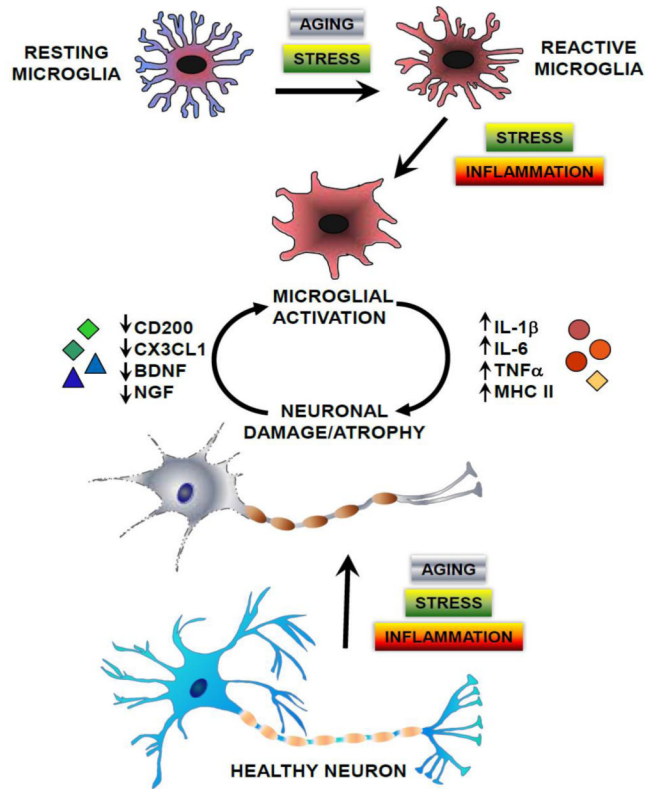 RESTING
MICROGLIA
AGING
STRESS
REACTIVE
MICROGLIA
STRESS
INFLAMMATION
MICROGLIAL
ACTIVATION
↓CD200
↓CX3CL1
↓BDNF
↓NGF
↑IL-1β
↑IL-6
↑TNFα
↑MHC II
NEURONAL
DAMAGE/ATROPHY
AGING
STRESS
INFLAMMATION
HEALTHY NEURON